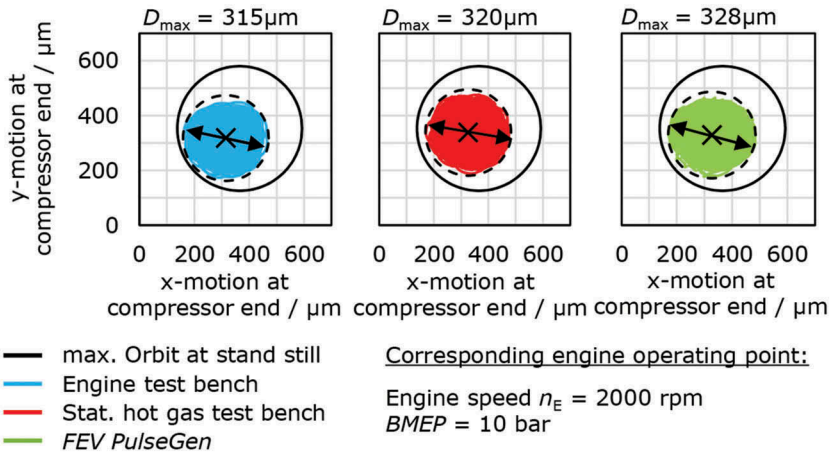 Dmax = 315µm
Dmax = 320µm
Dmax = 328µm
y-motion at
compressor end / µm
600
400
200
0
0 200 400 600
0 200 400 600
0 200 400 600
x-motion at
compressor end / µm
x-motion at
compressor end / µm
x-motion at
compressor end / µm
max. Orbit at stand still
Engine test bench
Stat. hot gas test bench
FEV PulseGen
Corresponding engine operating point:
Engine speed nE = 2000 rpm
BMEP = 10 bar